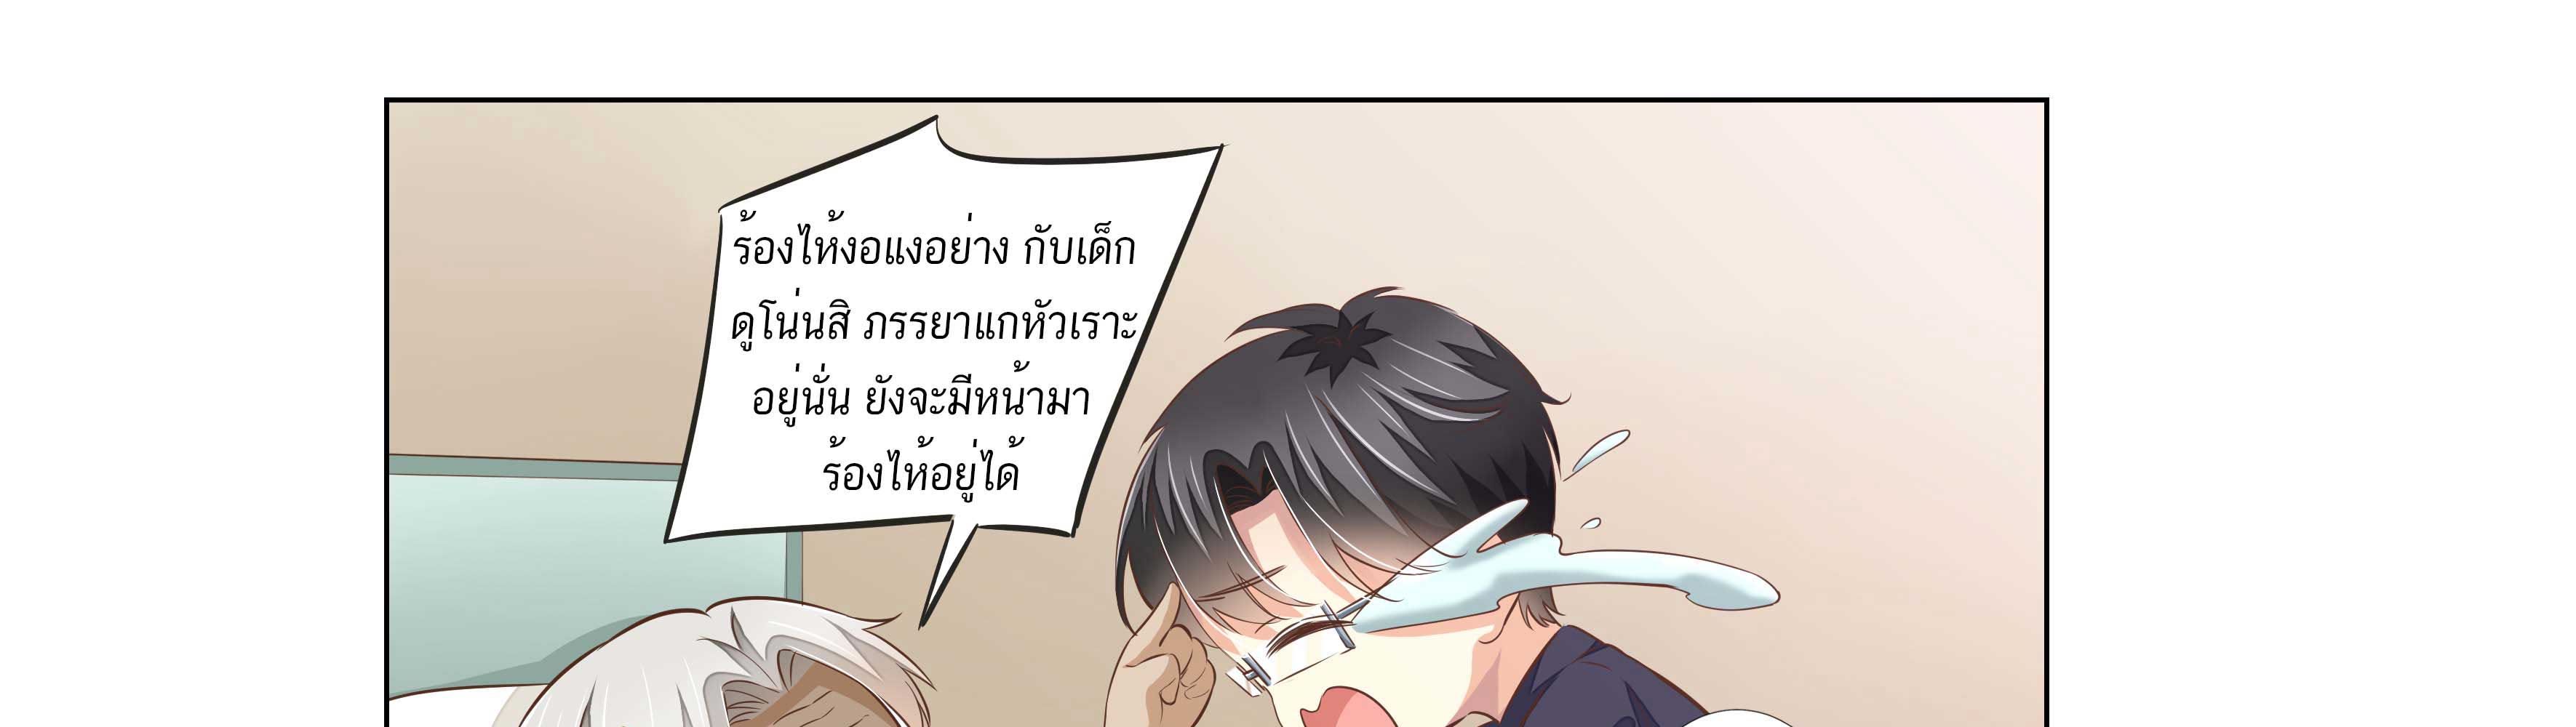 ร้องไห้งอแงอย่าง กับเด็ก
ดูโน่นสิ ภรรยาแกหัวเราะ
อยู่นั่น ยังจะมีหน้ามา
ร้องไห้อยู่ได้